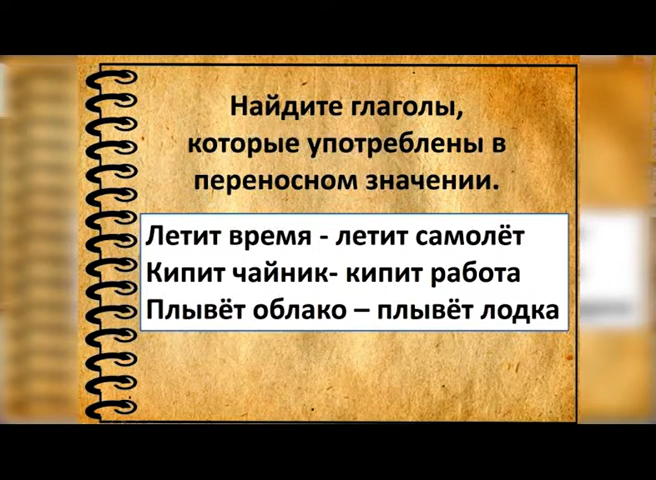 Найдите глаголы,
которые употреблены в
переносном значении.
Летит время - летит самолёт
Кипит чайник- кипит работа
Плывёт облако – плывёт лодка